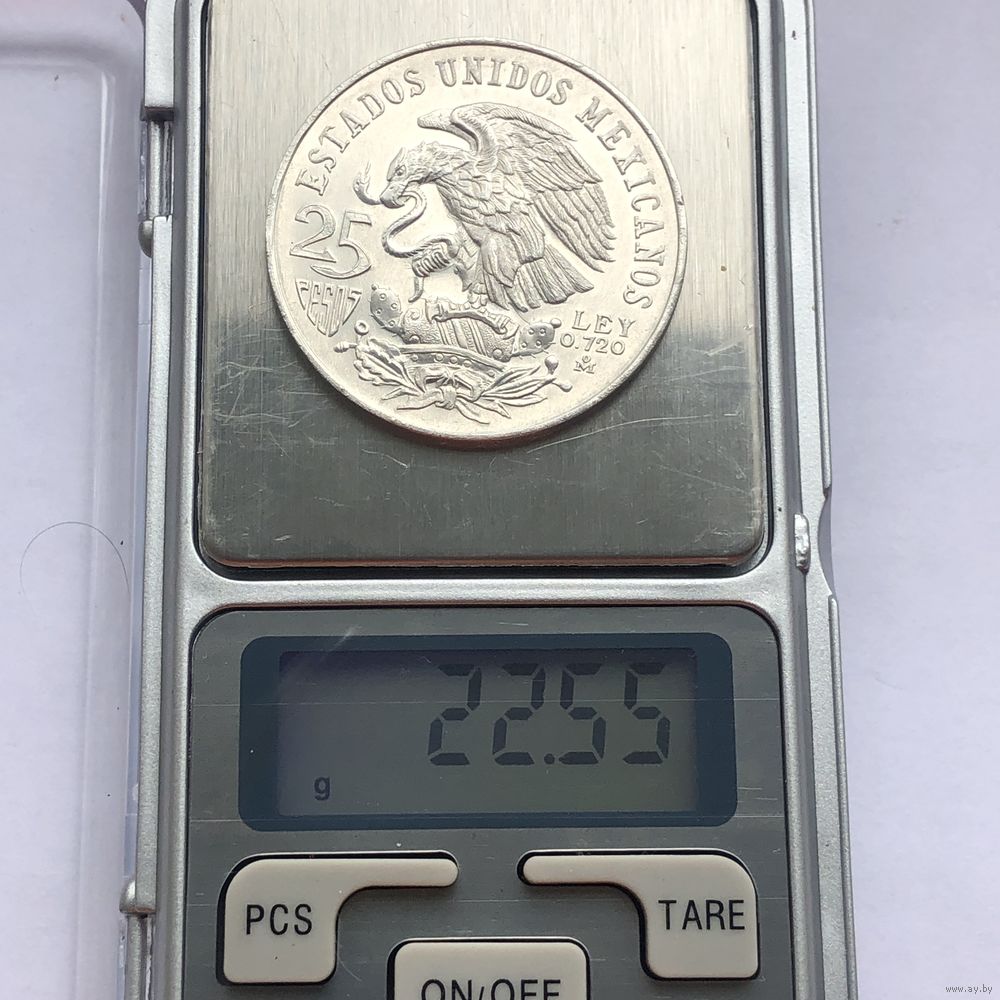 ESTADOS UNIDOS MEXICANOS
25
PESOS
LEY
0.720
Mo
22.55
g
PCS
TARE
ON/OFF
www.ay.by